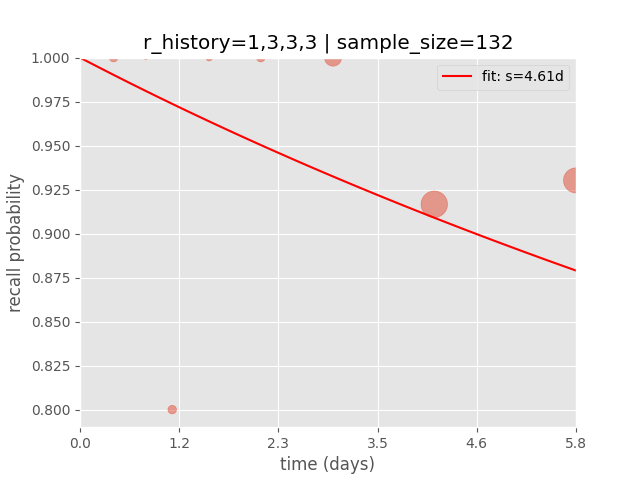 r_history=1,3,3,3 | sample_size=132
fit: s=4.61d
1.000
0.975
0.950
0.925
0.900
0.875
0.850
0.825
0.800
recall probability
0.0 1.2 2.3 3.5 4.6 5.8
time (days)